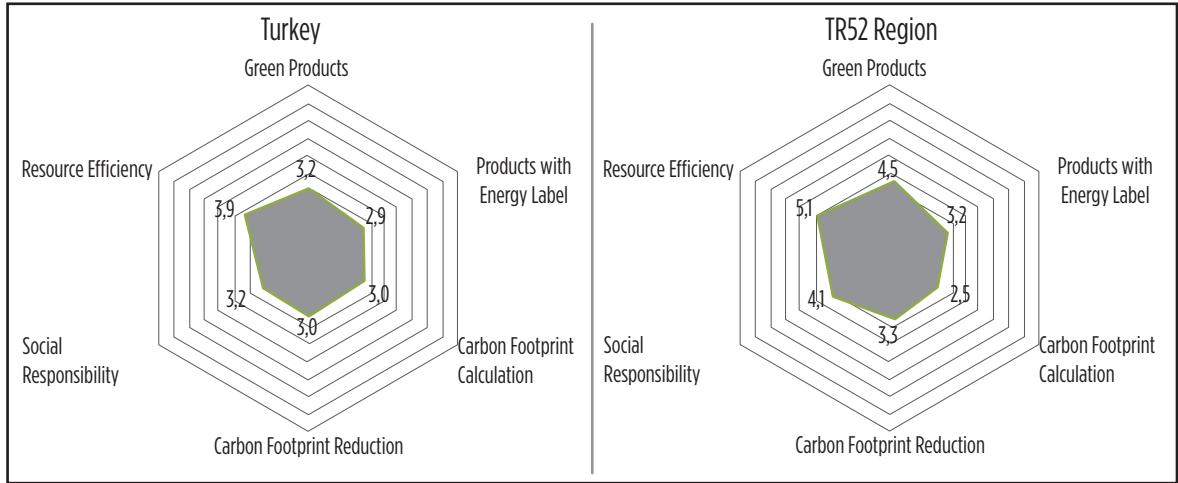 Turkey
Green Products
Resource Efficiency
Products with
Energy Label
3,2
3,9
2,9
3,2
3,0
3,0
Social
Responsibility
Carbon Footprint
Calculation
Carbon Footprint Reduction
TR52 Region
Green Products
Resource Efficiency
Products with
Energy Label
4,5
5,1
3,2
4,1
2,5
3,3
Social
Responsibility
Carbon Footprint
Calculation
Carbon Footprint Reduction